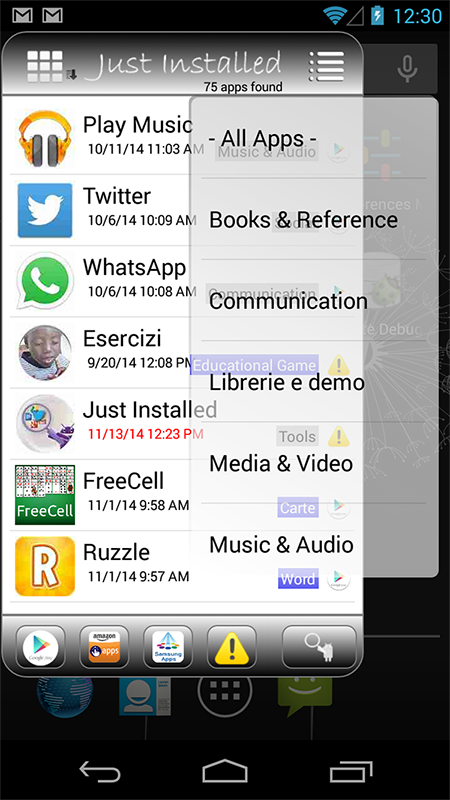 12:30
Just Installed
75 apps found
Play Music
10/11/14 11:03 AM
Music & Audio
- All Apps -
Twitter
10/6/14 10:09 AM
Books & Reference
WhatsApp
10/6/14 10:08 AM
Communication
Communication
Esercizi
9/20/14 12:08 PM
Educational Game
Librerie e demo
Just Installed
11/13/14 12:23 PM
Tools
Media & Video
FreeCell
FreeCell
11/1/14 9:58 AM
Carte
Music & Audio
R
Ruzzle
11/1/14 9:57 AM
Word
Google play
amazon
apps
Samsung
Apps